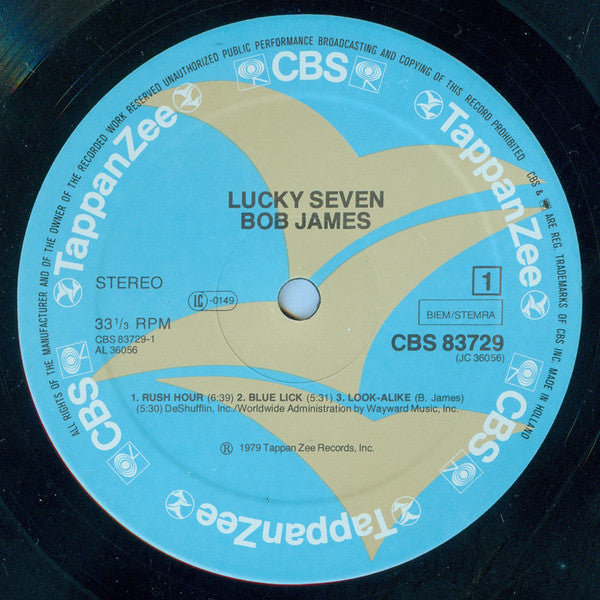 ALL RIGHTS OF THE MANUFACTURER AND OF THE OWNER OF THE RECORDED WORK RESERVED UNAUTHORIZED PUBLIC PERFORMANCE BROADCASTING AND COPYING OF THIS RECORD PROHIBITED CBS & ARE REG. TRADEMARKS OF CBS INC. MADE IN HOLLAND
CBS
TappanZee
TappanZee
LUCKY SEVEN
BOB JAMES
STEREO
LC -0149
1
BIEM/STEMRA
33 1/3 RPM
CBS 83729-1
AL 36056
CBS 83729
(JC 36056)
1. RUSH HOUR (6:39) 2. BLUE LICK (5:31) 3. LOOK-ALIKE (B. James)
(5:30) DeShufflin, Inc./Worldwide Administration by Wayward Music, Inc.
℗ 1979 Tappan Zee Records, Inc.
CBS
CBS
TappanZee
TappanZee